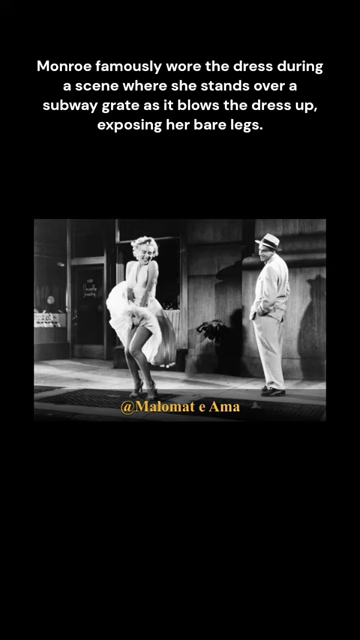 Monroe famously wore the dress during
a scene where she stands over a
subway grate as it blows the dress up,
exposing her bare legs.
@Malomat e Ama